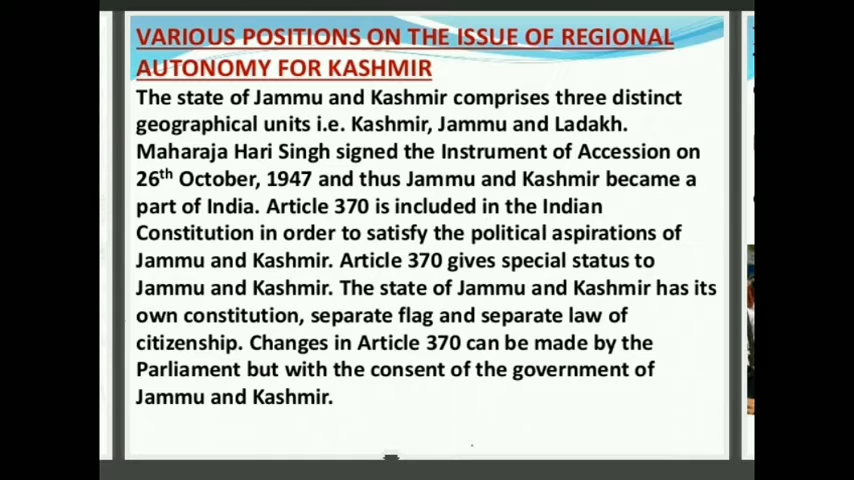 VARIOUS POSITIONS ON THE ISSUE OF REGIONAL
AUTONOMY FOR KASHMIR
The state of Jammu and Kashmir comprises three distinct
geographical units i.e. Kashmir, Jammu and Ladakh.
Maharaja Hari Singh signed the Instrument of Accession on
26th October, 1947 and thus Jammu and Kashmir became a
part of India. Article 370 is included in the Indian
Constitution in order to satisfy the political aspirations of
Jammu and Kashmir. Article 370 gives special status to
Jammu and Kashmir. The state of Jammu and Kashmir has its
own constitution, separate flag and separate law of
citizenship. Changes in Article 370 can be made by the
Parliament but with the consent of the government of
Jammu and Kashmir.